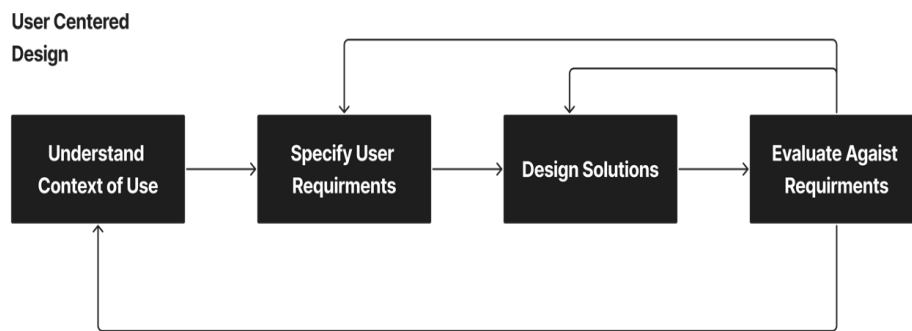 User Centered
Design
Understand
Context of Use
Specify User
Requirments
Design Solutions
Evaluate Agaist
Requirments